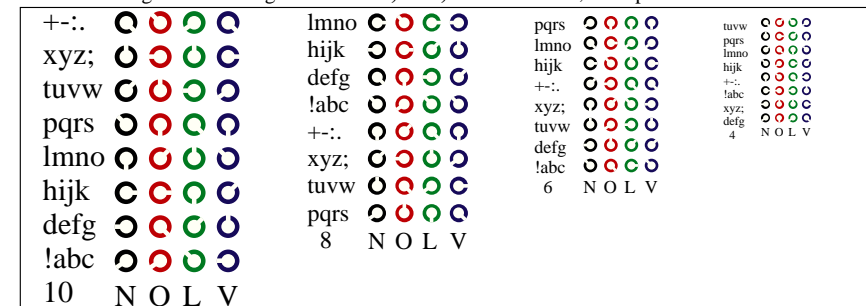 +-:.
xyz;
tuvw
pqrs
lmno
hijk
defg
!abc
10 N O L V
lmno
hijk
defg
!abc
+-:.
xyz;
tuvw
pqrs
8 N O L V
pqrs
lmno
hijk
+-:.
xyz;
tuvw
defg
!abc
6 N O L V
tuvw
pqrs
lmno
hijk
+-:.
!abc
xyz;
defg
4 N O L V